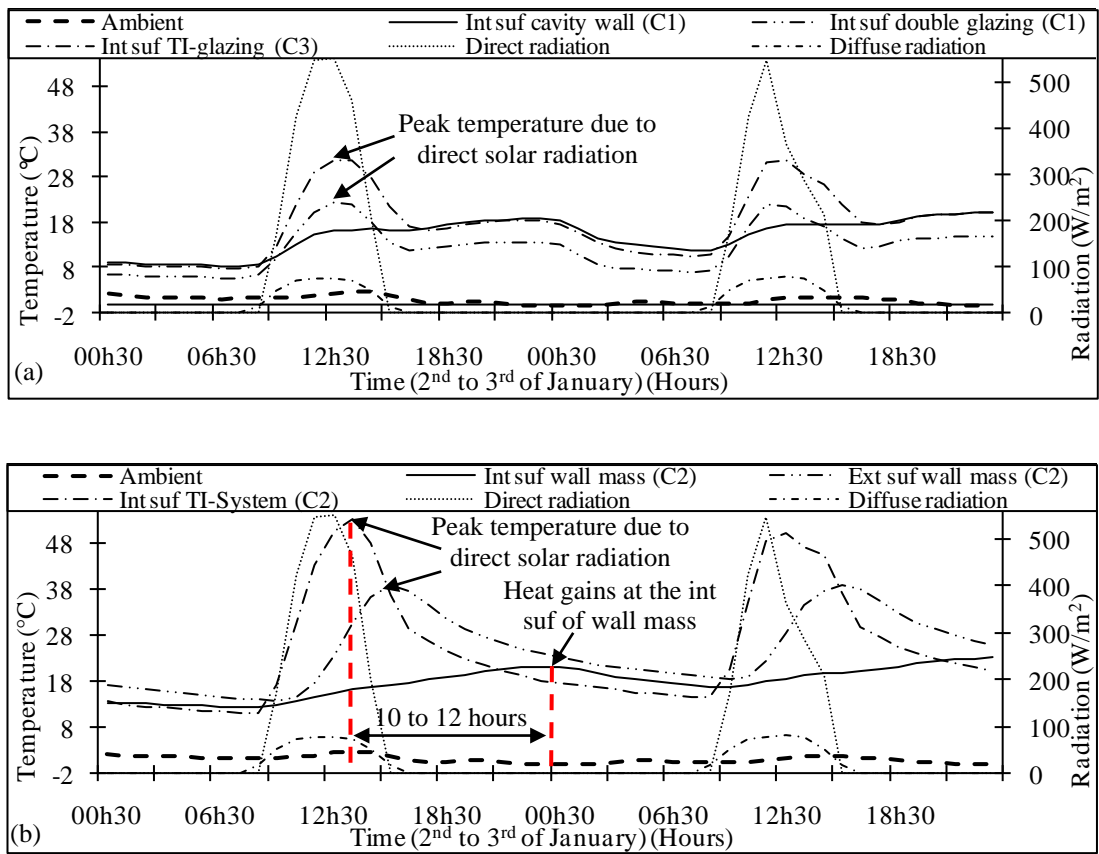 Ambient Int suf cavity wall (C1) Int suf double glazing (C1)
Int suf TI-glazing (C3) Direct radiation Diffuse radiation
Temperature (°C)
48
38
28
18
8
-2
Peak temperature due to
direct solar radiation
500
400
300
200
100
0
Radiation (W/m²)
00h30 06h30 12h30 18h30 00h30 06h30 12h30 18h30
(a)
Time (2nd to 3rd of January) (Hours)
Ambient Int suf wall mass (C2) Ext suf wall mass (C2)
Int suf TI-System (C2) Direct radiation Diffuse radiation
Temperature (°C)
48
38
28
18
8
-2
Peak temperature due to
direct solar radiation
Heat gains at the int
suf of wall mass
10 to 12 hours
500
400
300
200
100
0
Radiation (W/m²)
00h30 06h30 12h30 18h30 00h30 06h30 12h30 18h30
(b)
Time (2nd to 3rd of January) (Hours)